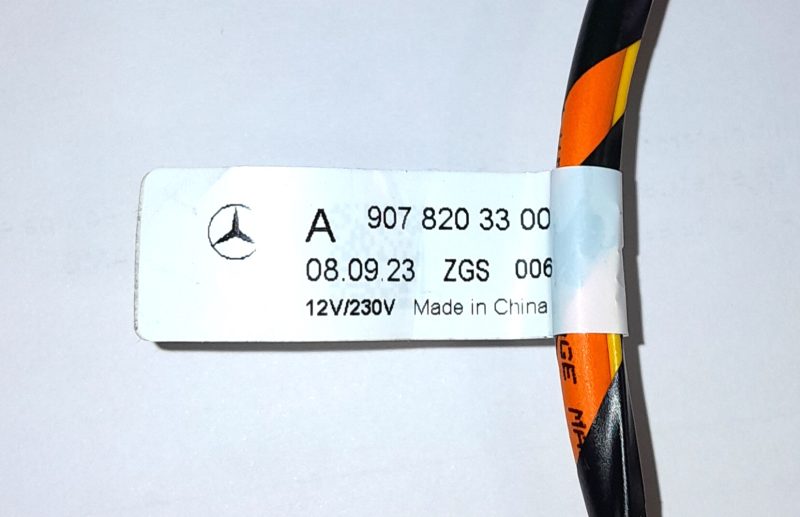 A 907 820 33 00
08.09.23 ZGS 006
12V/230V Made in China